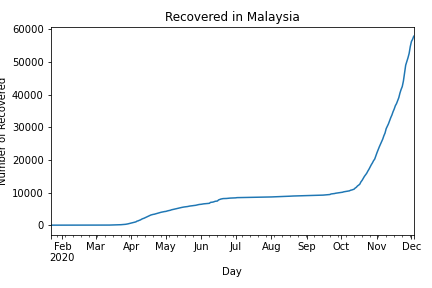 Recovered in Malaysia
60000
50000
40000
30000
20000
10000
0
Number of Recovered
Feb Mar Apr May Jun Jul Aug Sep Oct Nov Dec
2020
Day